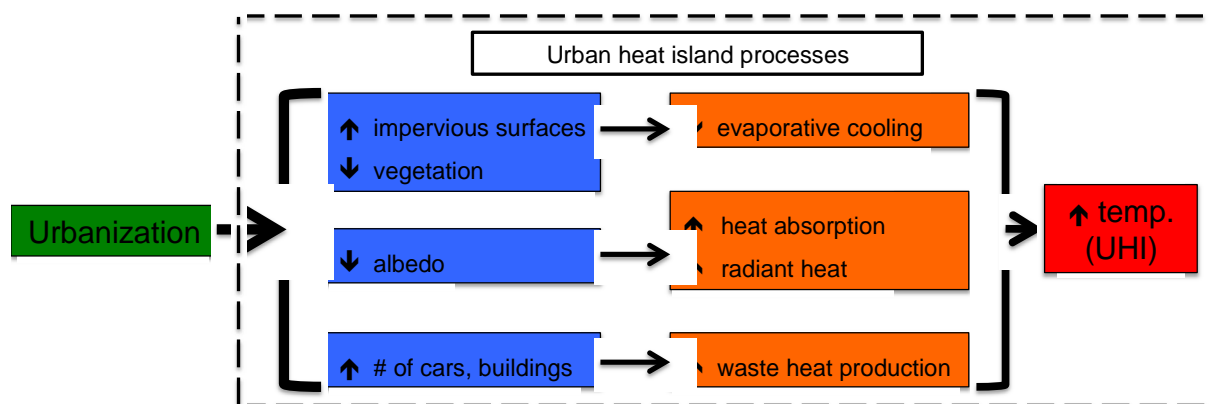 Urban heat island processes
↑ impervious surfaces
↓ vegetation
evaporative cooling
Urbanization
↓ albedo
↑ heat absorption
radiant heat
↑ temp.
(UHI)
↑ # of cars, buildings
waste heat production